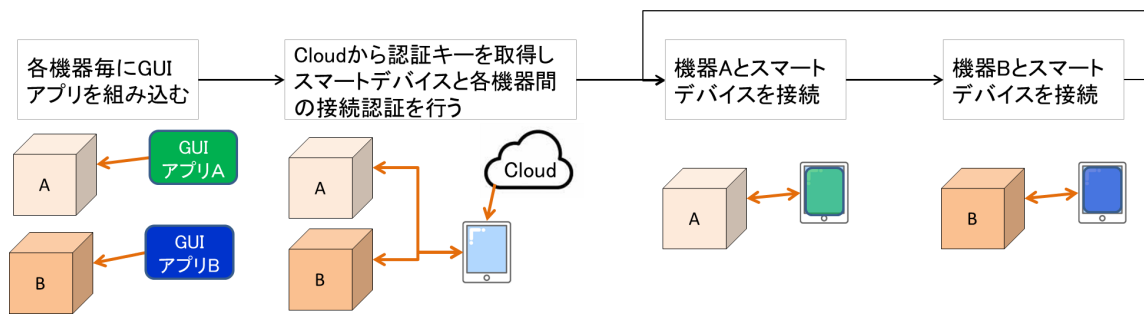 各機器毎にGUI
アプリを組み込む
Cloudから認証キーを取得し
スマートデバイスと各機器間
の接続認証を行う
機器Aとスマート
デバイスを接続
機器Bとスマート
デバイスを接続
A
GUI
アプリA
B
GUI
アプリB
A
B
Cloud
A
B